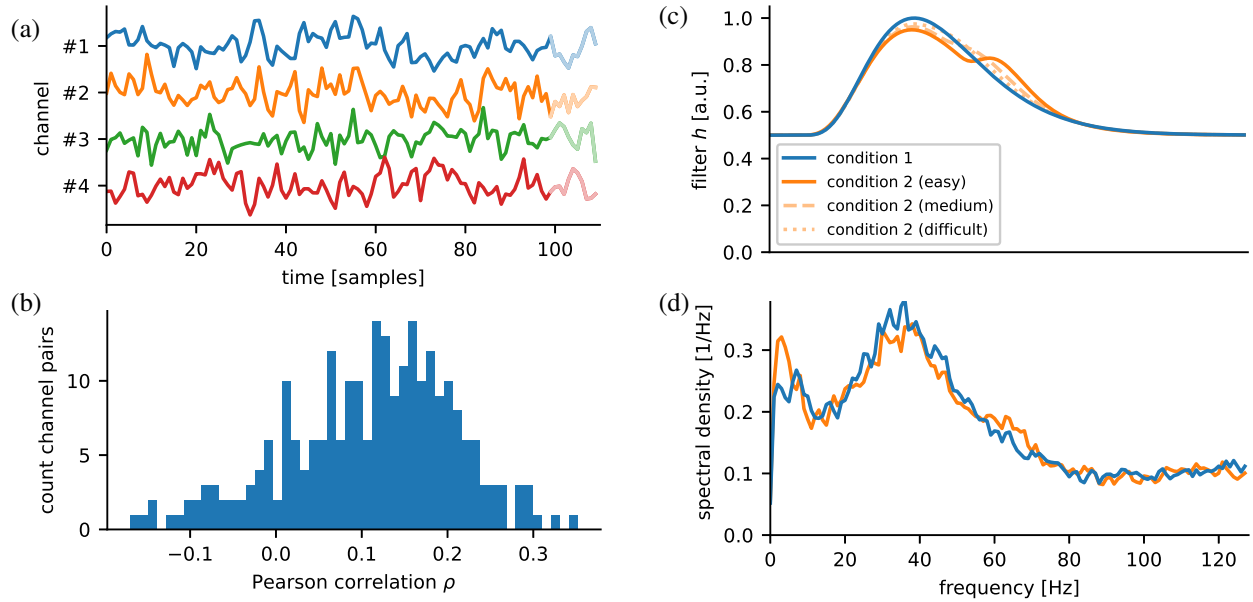 (a)
channel
#1
#2
#3
#4
0
20
40
60
80
100
time [samples]
(b)
count channel pairs
10
5
0
−0.1
0.0
0.1
0.2
0.3
Pearson correlation ρ
(c)
filter h [a.u.]
1.0
0.8
0.6
0.4
0.2
0.0
condition 1
condition 2 (easy)
condition 2 (medium)
condition 2 (difficult)
(d)
spectral density [1/Hz]
0.3
0.2
0.1
0.0
0
20
40
60
80
100
120
frequency [Hz]